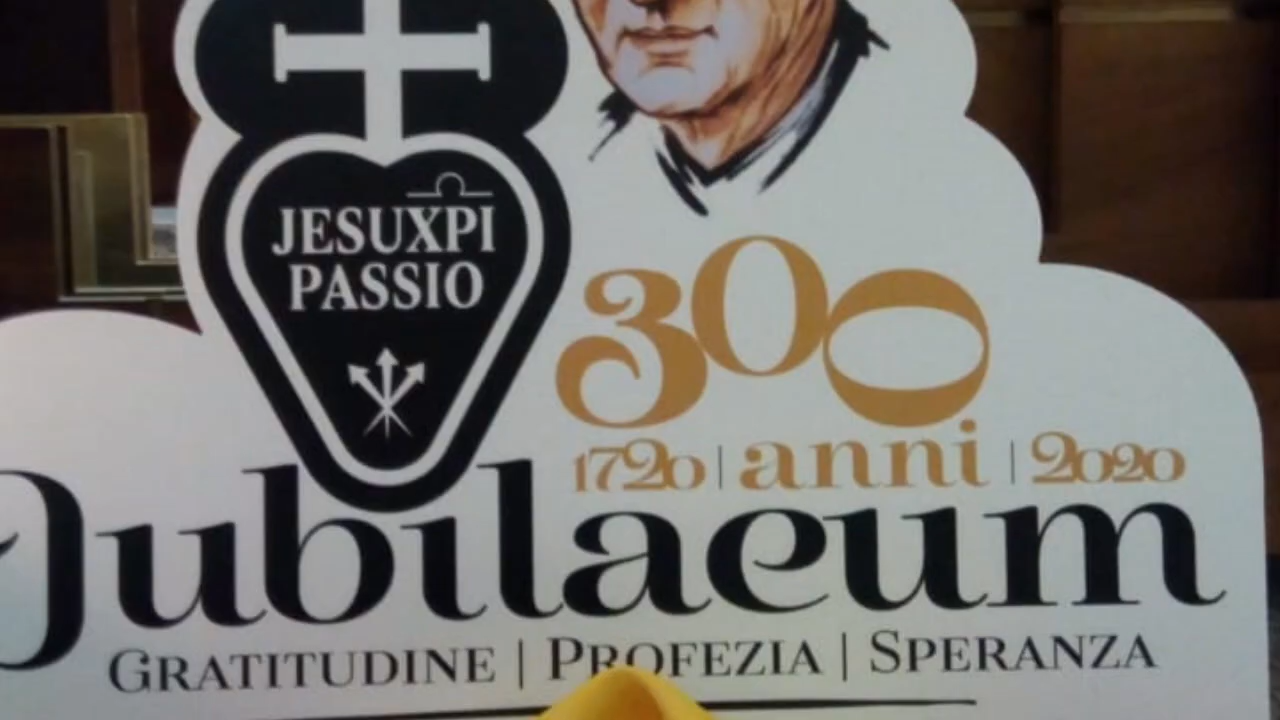 JESUXPI
PASSIO
300
1720 | anni | 2020
Jubilaeum
GRATITUDINE | PROFEZIA | SPERANZA